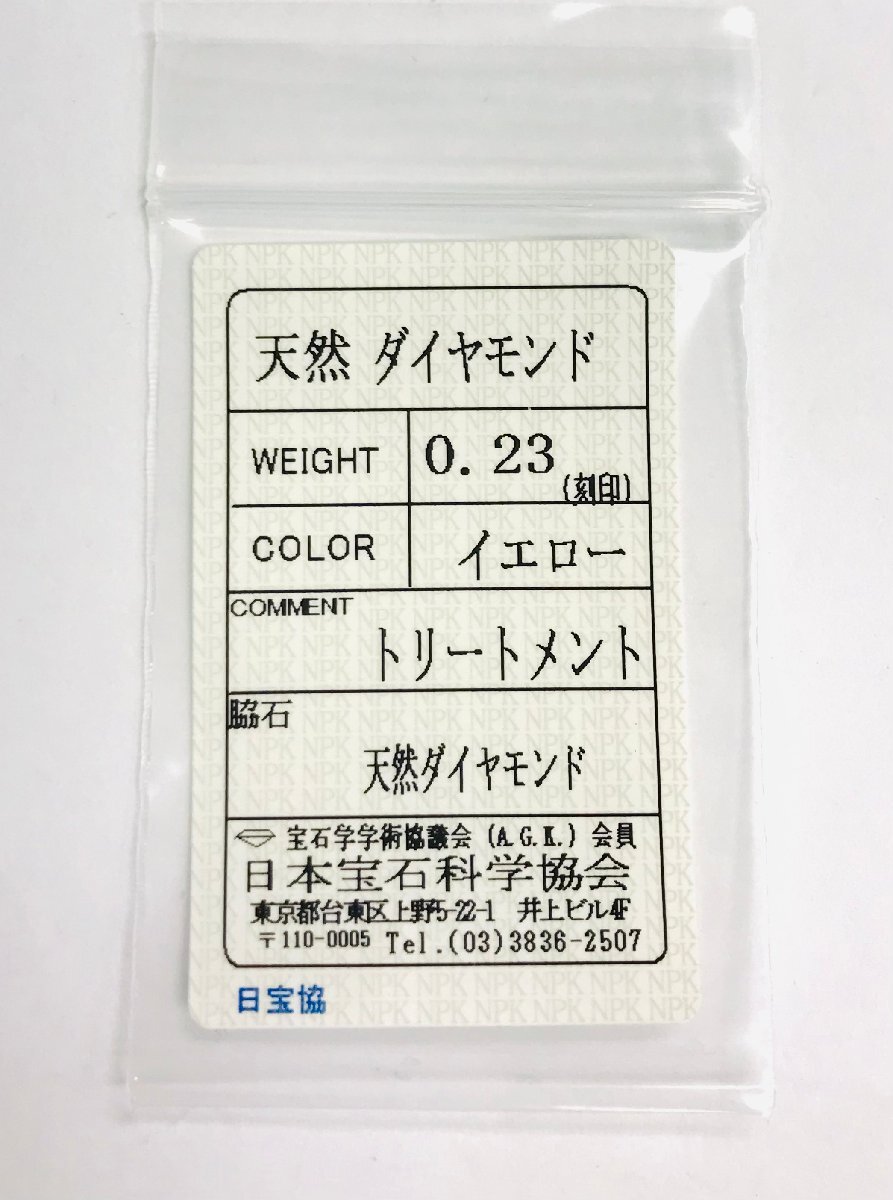 天然 ダイヤモンド
WEIGHT 0.23 (刻印)
COLOR イエロー
COMMENT
トリートメント
脇石
天然ダイヤモンド
宝石学学術協議会 (A.G.K.) 会員
日本宝石科学協会
東京都台東区上野5-22-1 井上ビル4F
〒110-0005 Tel.(03)3836-2507
日宝協